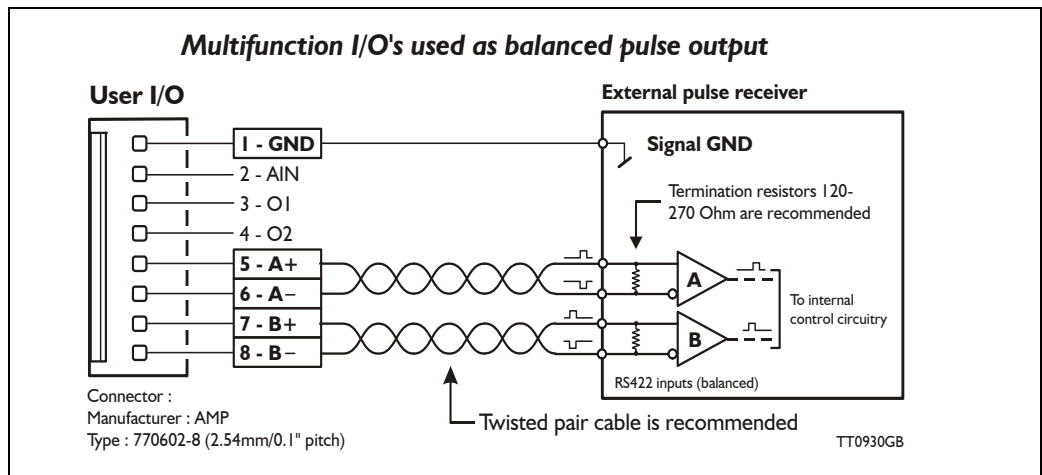 Multifunction I/O's used as balanced pulse output
User I/O
External pulse receiver
1 - GND
2 - AIN
3 - O1
4 - O2
5 - A+
6 - A−
7 - B+
8 - B−
Signal GND
Termination resistors 120-
270 Ohm are recommended
A
B
To internal
control circuitry
RS422 inputs (balanced)
Connector :
Manufacturer : AMP
Type : 770602-8 (2.54mm/0.1" pitch)
Twisted pair cable is recommended
TT0930GB